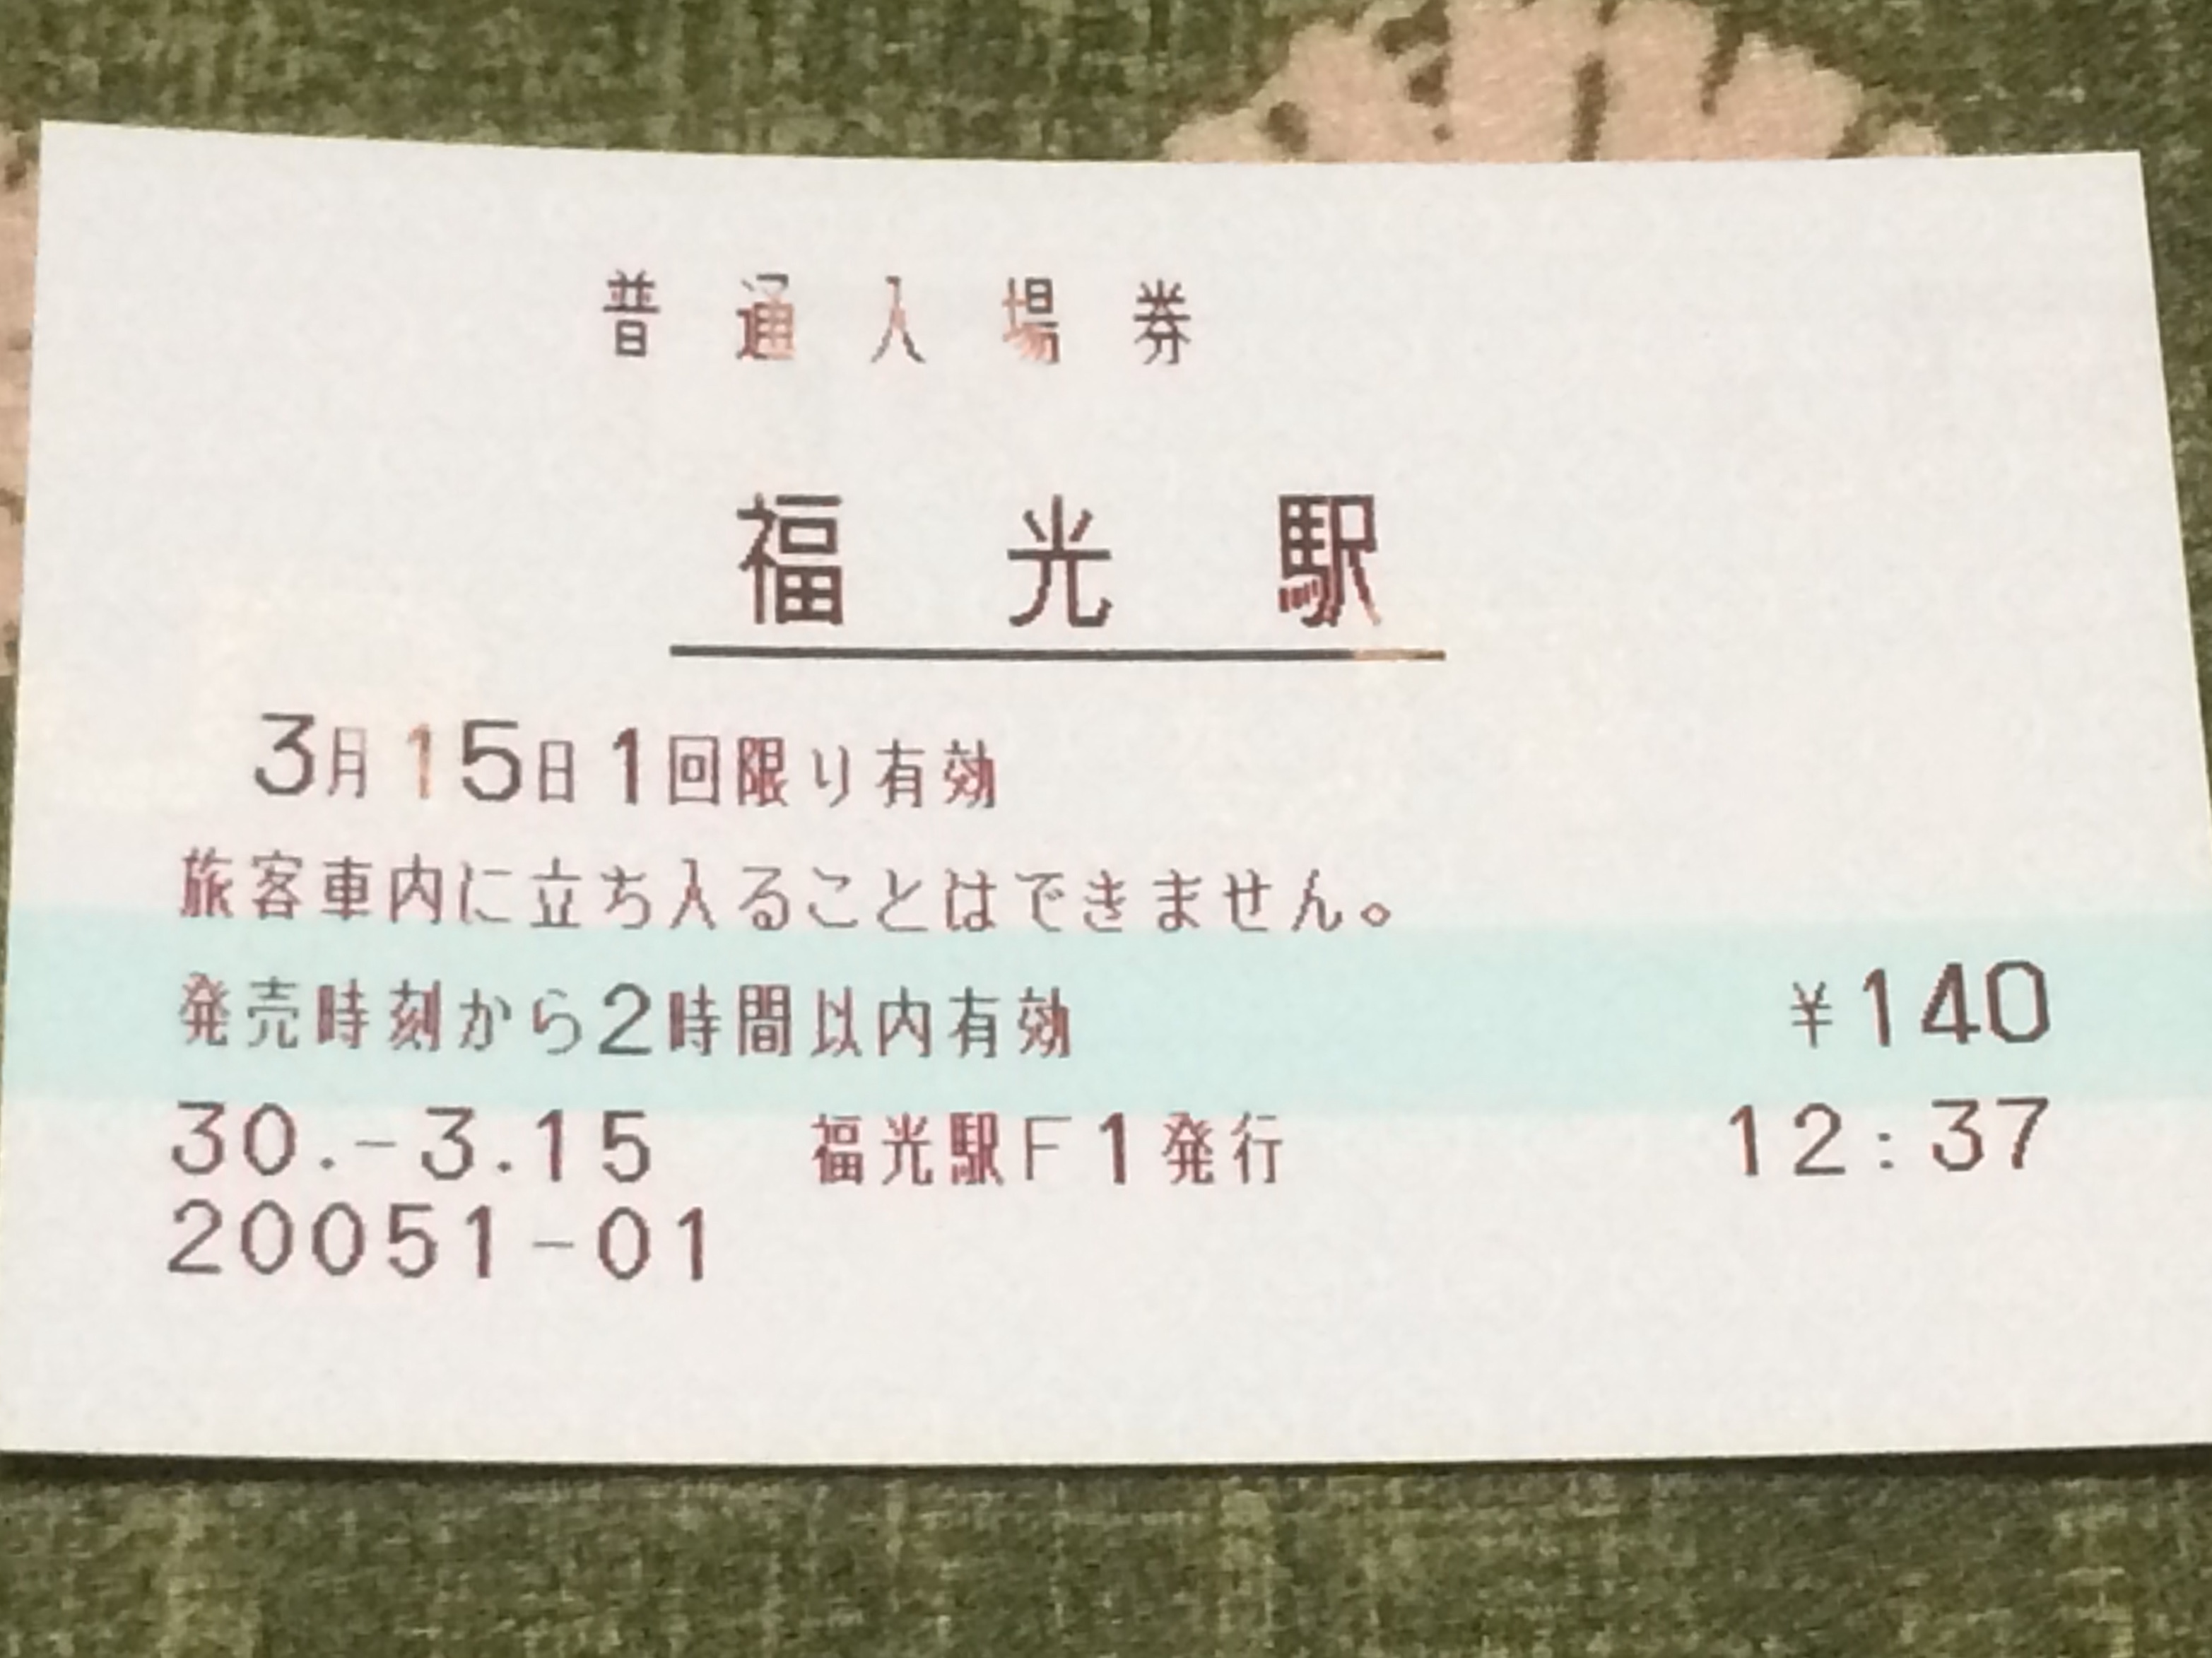 普通入場券
福光駅
3月15日1回限り有効
旅客車内に立ち入ることはできません。
発売時刻から2時間以内有効 ¥140
30.-3.15 福光駅F1発行 12:37
20051-01